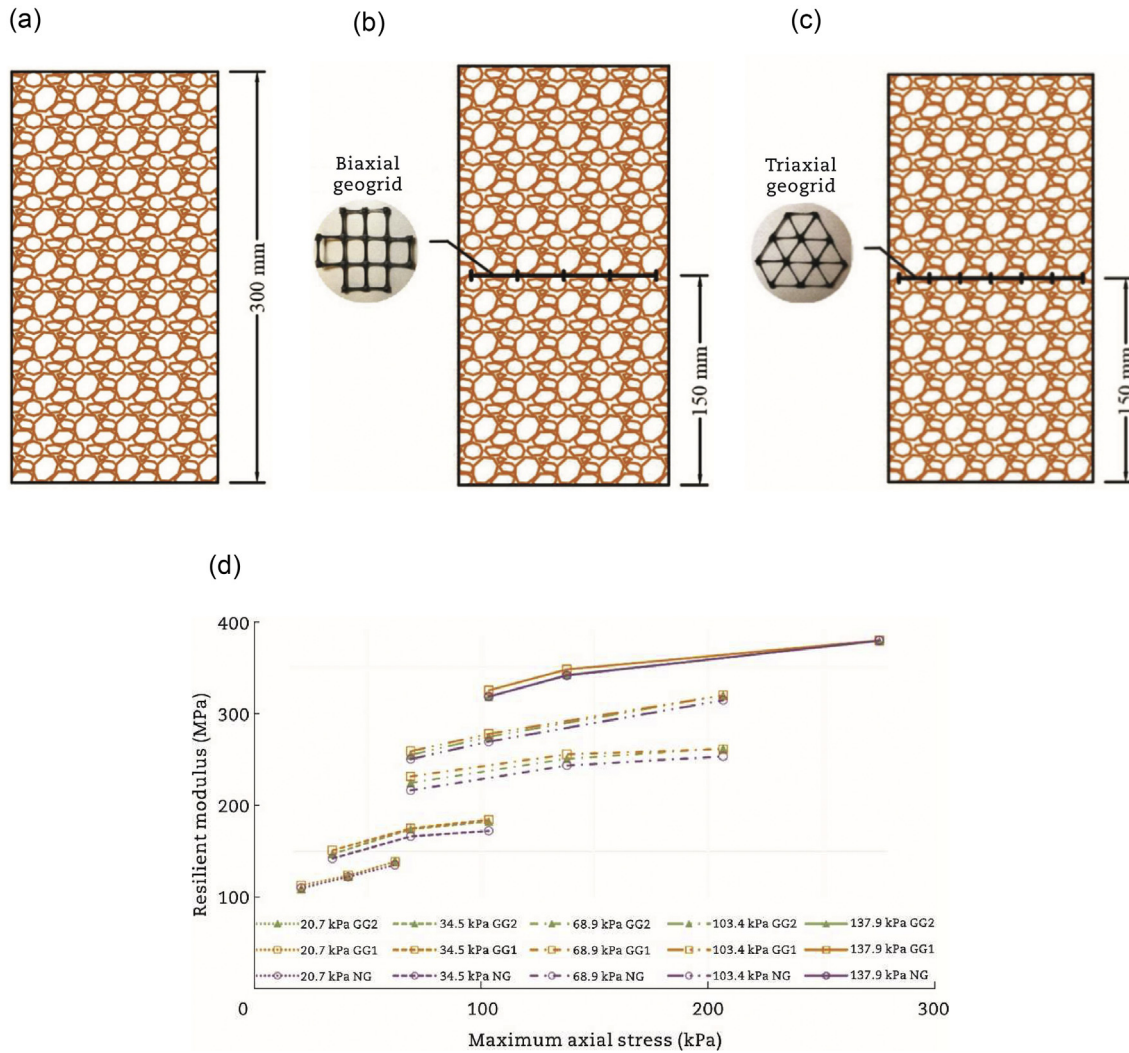 (a)
(b)
(c)
300 mm
Biaxial
geogrid
150 mm
Triaxial
geogrid
150 mm
(d)
Resilient modulus (MPa)
400
300
200
100
20.7 kPa GG2 34.5 kPa GG2 68.9 kPa GG2 103.4 kPa GG2 137.9 kPa GG2
20.7 kPa GG1 34.5 kPa GG1 68.9 kPa GG1 103.4 kPa GG1 137.9 kPa GG1
20.7 kPa NG 34.5 kPa NG 68.9 kPa NG 103.4 kPa NG 137.9 kPa NG
0 100 200 300
Maximum axial stress (kPa)